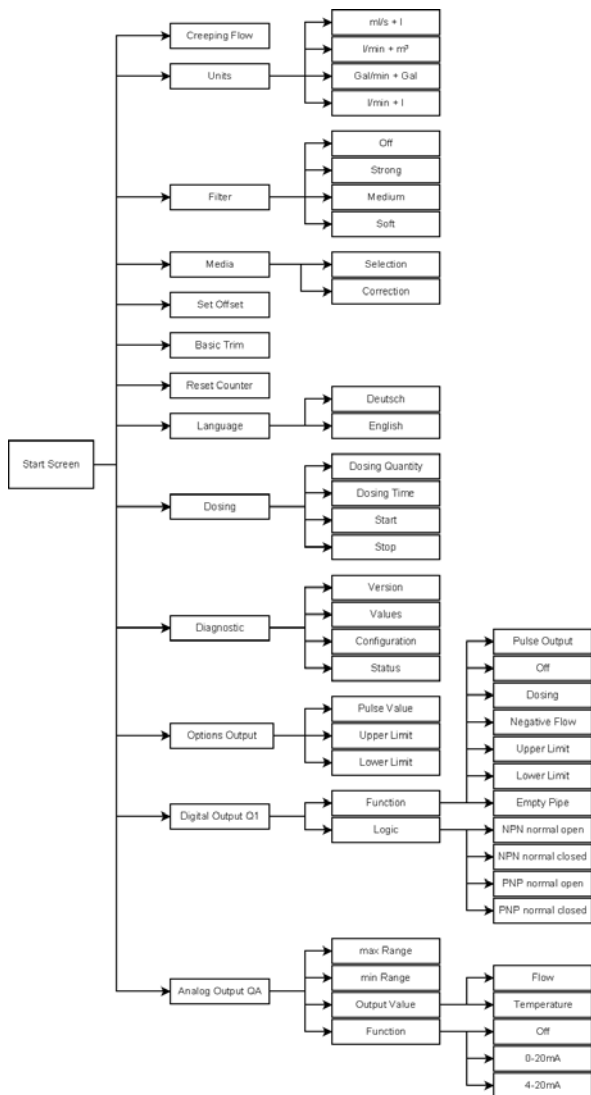 Start Screen
Creeping Flow
Units
ml/s + l
l/min + m³
Gal/min + Gal
l/min + l
Filter
Off
Strong
Medium
Soft
Media
Selection
Correction
Set Offset
Basic Trim
Reset Counter
Language
Deutsch
English
Dosing
Dosing Quantity
Dosing Time
Start
Stop
Diagnostic
Version
Values
Configuration
Status
Options Output
Pulse Value
Upper Limit
Lower Limit
Digital Output Q1
Function
Pulse Output
Off
Dosing
Negative Flow
Upper Limit
Lower Limit
Empty Pipe
Logic
NPN normal open
NPN normal closed
PNP normal open
PNP normal closed
Analog Output QA
max Range
min Range
Output Value
Flow
Temperature
Function
Off
0-20mA
4-20mA